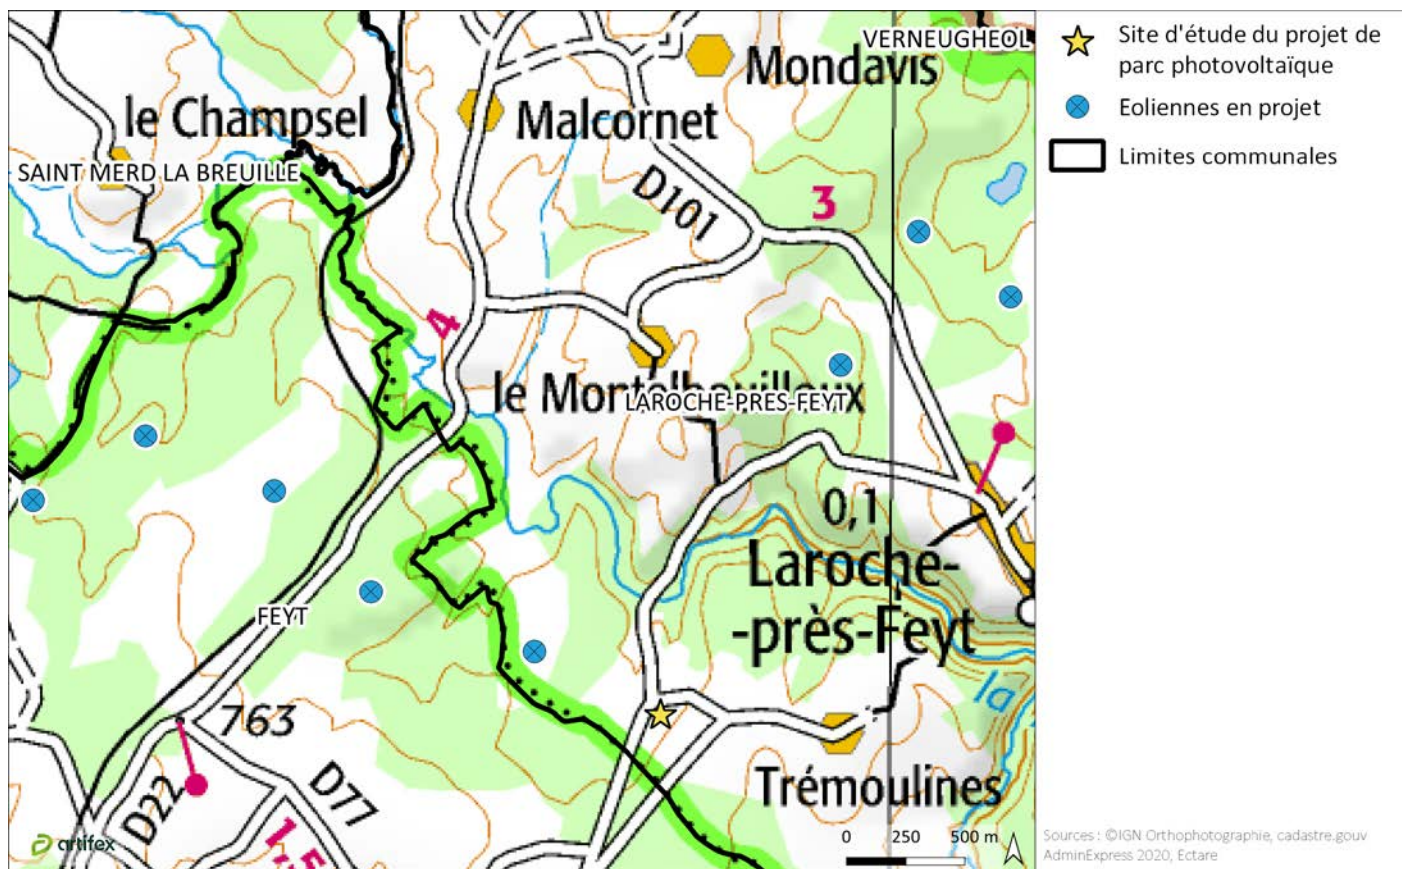 VERNEUGHEOL
Mondavis
le Champsel
Malcornet
SAINT MERD LA BREUILLE
D101
3
4
LAROCHE-PRES-FEYT
0,1
Laroche-
-près-Feyt
FEYT
la
763
D22
D77
Trémoulines
artifex
0 250 500 m
Site d'étude du projet de
parc photovoltaïque
Eoliennes en projet
Limites communales
Sources : ©IGN Orthophotographie, cadastre.gouv
AdminExpress 2020, Ectare